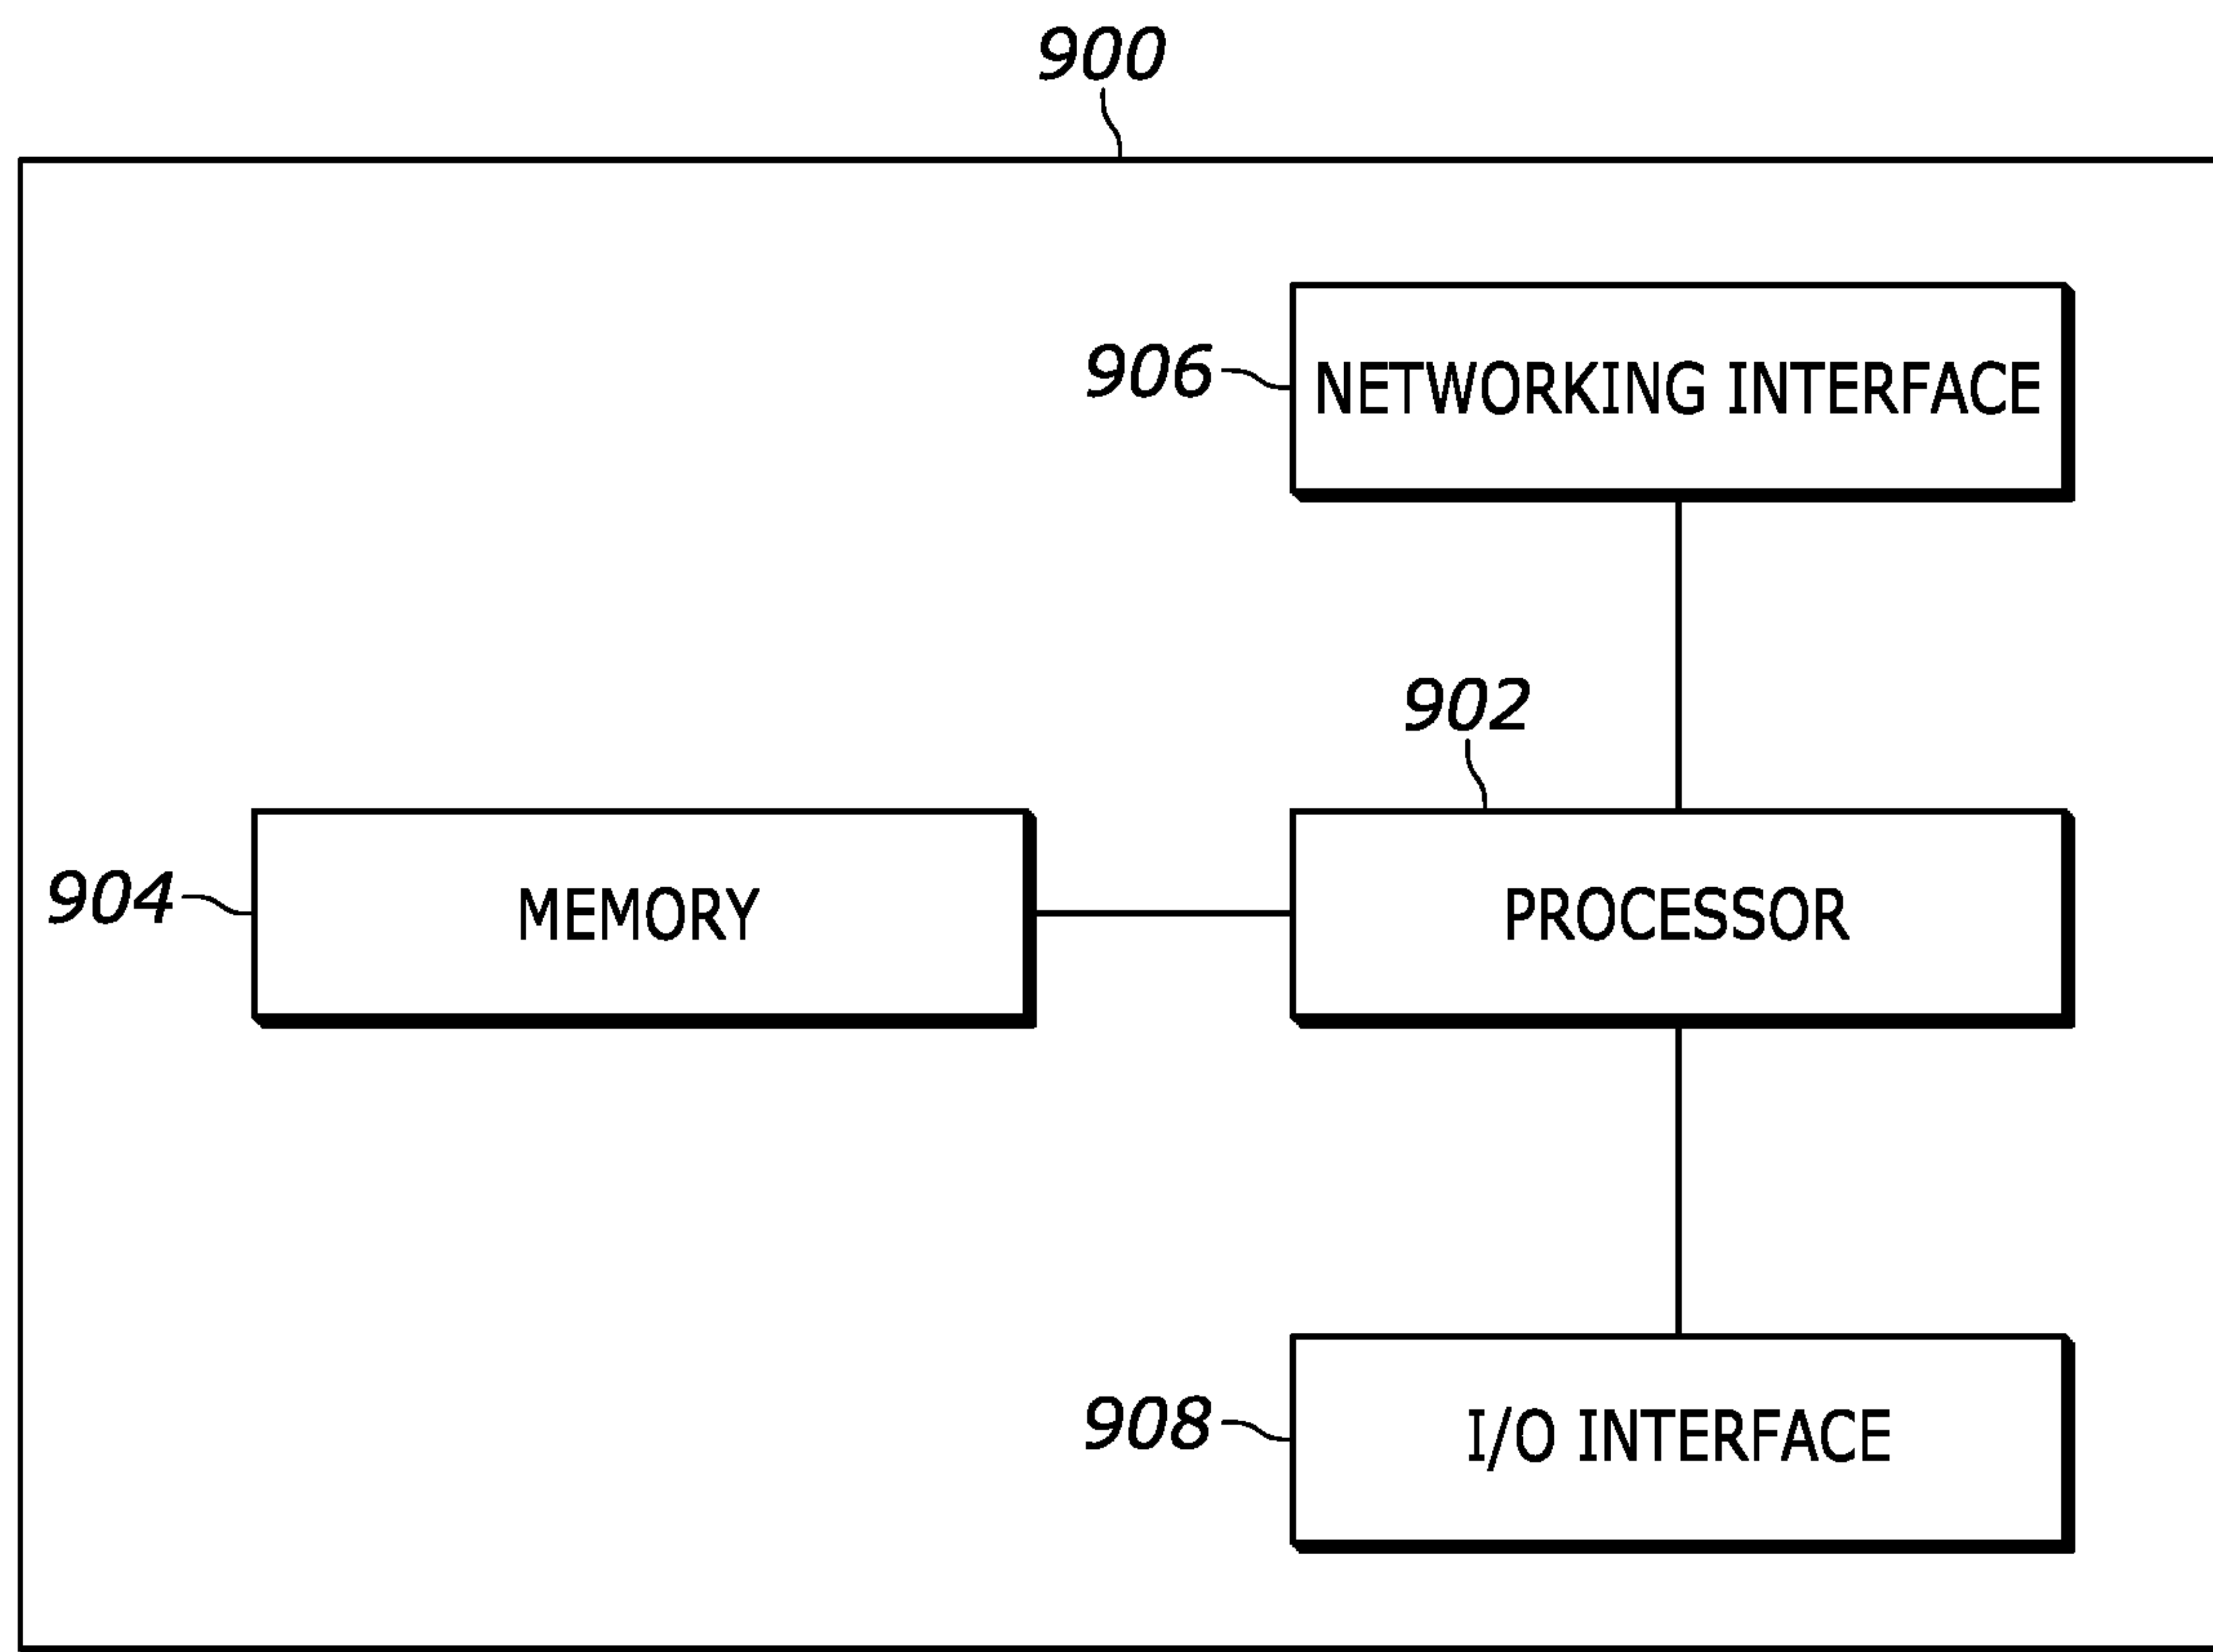 900
906
NETWORKING INTERFACE
902
904
MEMORY
PROCESSOR
908
I/O INTERFACE